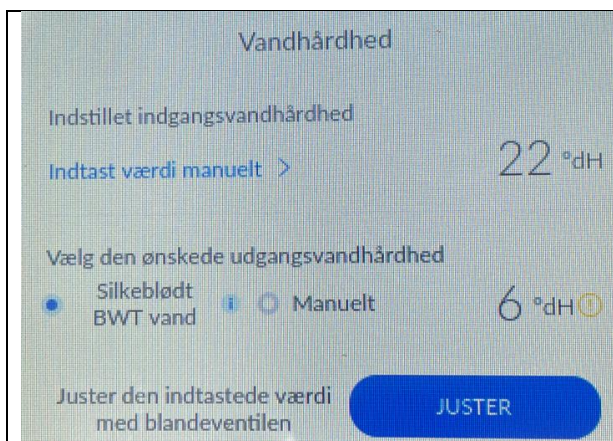 Vandhårdhed
Indstillet indgangsvandhårdhed
Indtast værdi manuelt >
22 °dH
Vælg den ønskede udgangsvandhårdhed
Silkeblødt
BWT vand
i
Manuelt
6 °dH !
Juster den indtastede værdi
med blandeventilen
JUSTER